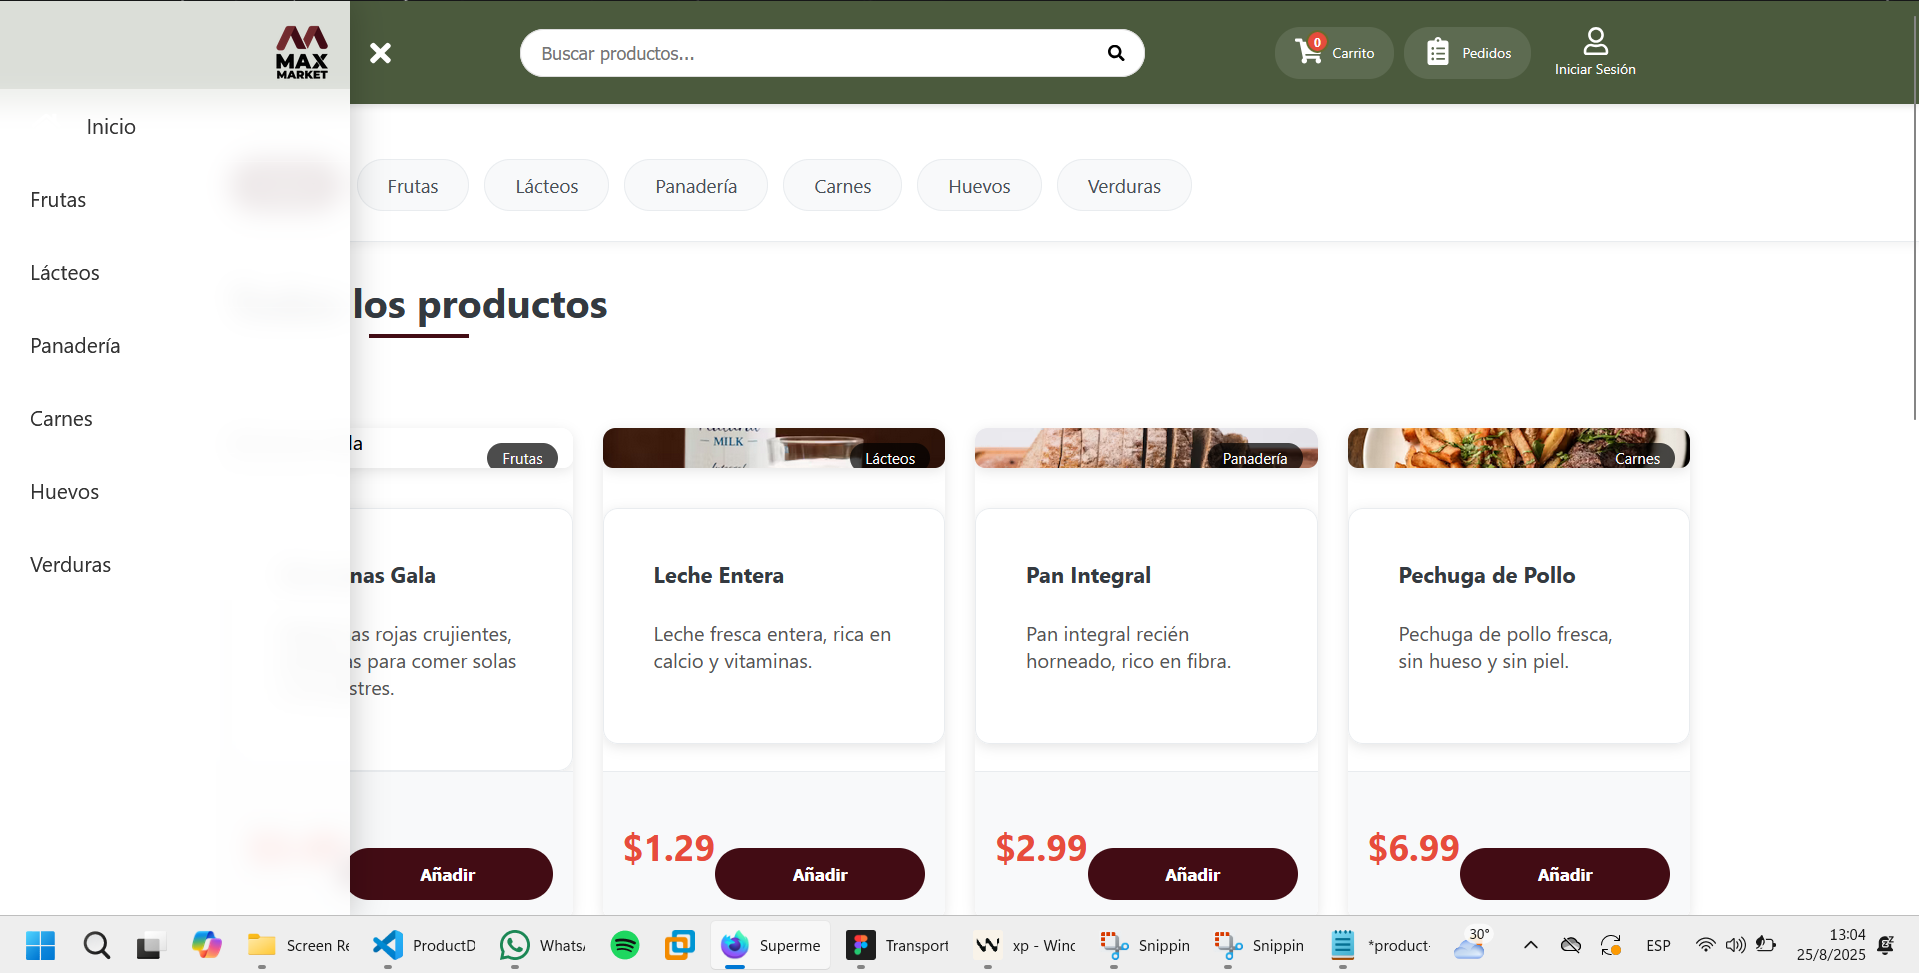 MAX
MARKET
Buscar productos...
0
Carrito
Pedidos
Iniciar Sesión
Inicio
Frutas
Lácteos
Panadería
Carnes
Huevos
Verduras
Frutas
Lácteos
Panadería
Carnes
Huevos
Verduras
los productos
la
Frutas
MILK
Lácteos
Panadería
Carnes
nas Gala
as rojas crujientes,
s para comer solas
stres.
Añadir
Leche Entera
Leche fresca entera, rica en
calcio y vitaminas.
$1.29
Añadir
Pan Integral
Pan integral recién
horneado, rico en fibra.
$2.99
Añadir
Pechuga de Pollo
Pechuga de pollo fresca,
sin hueso y sin piel.
$6.99
Añadir
Screen Re
ProductD
WhatsA
Superme
Transport
xp - Winc
Snippin
Snippin
*product-
30°
ESP
13:04
25/8/2025